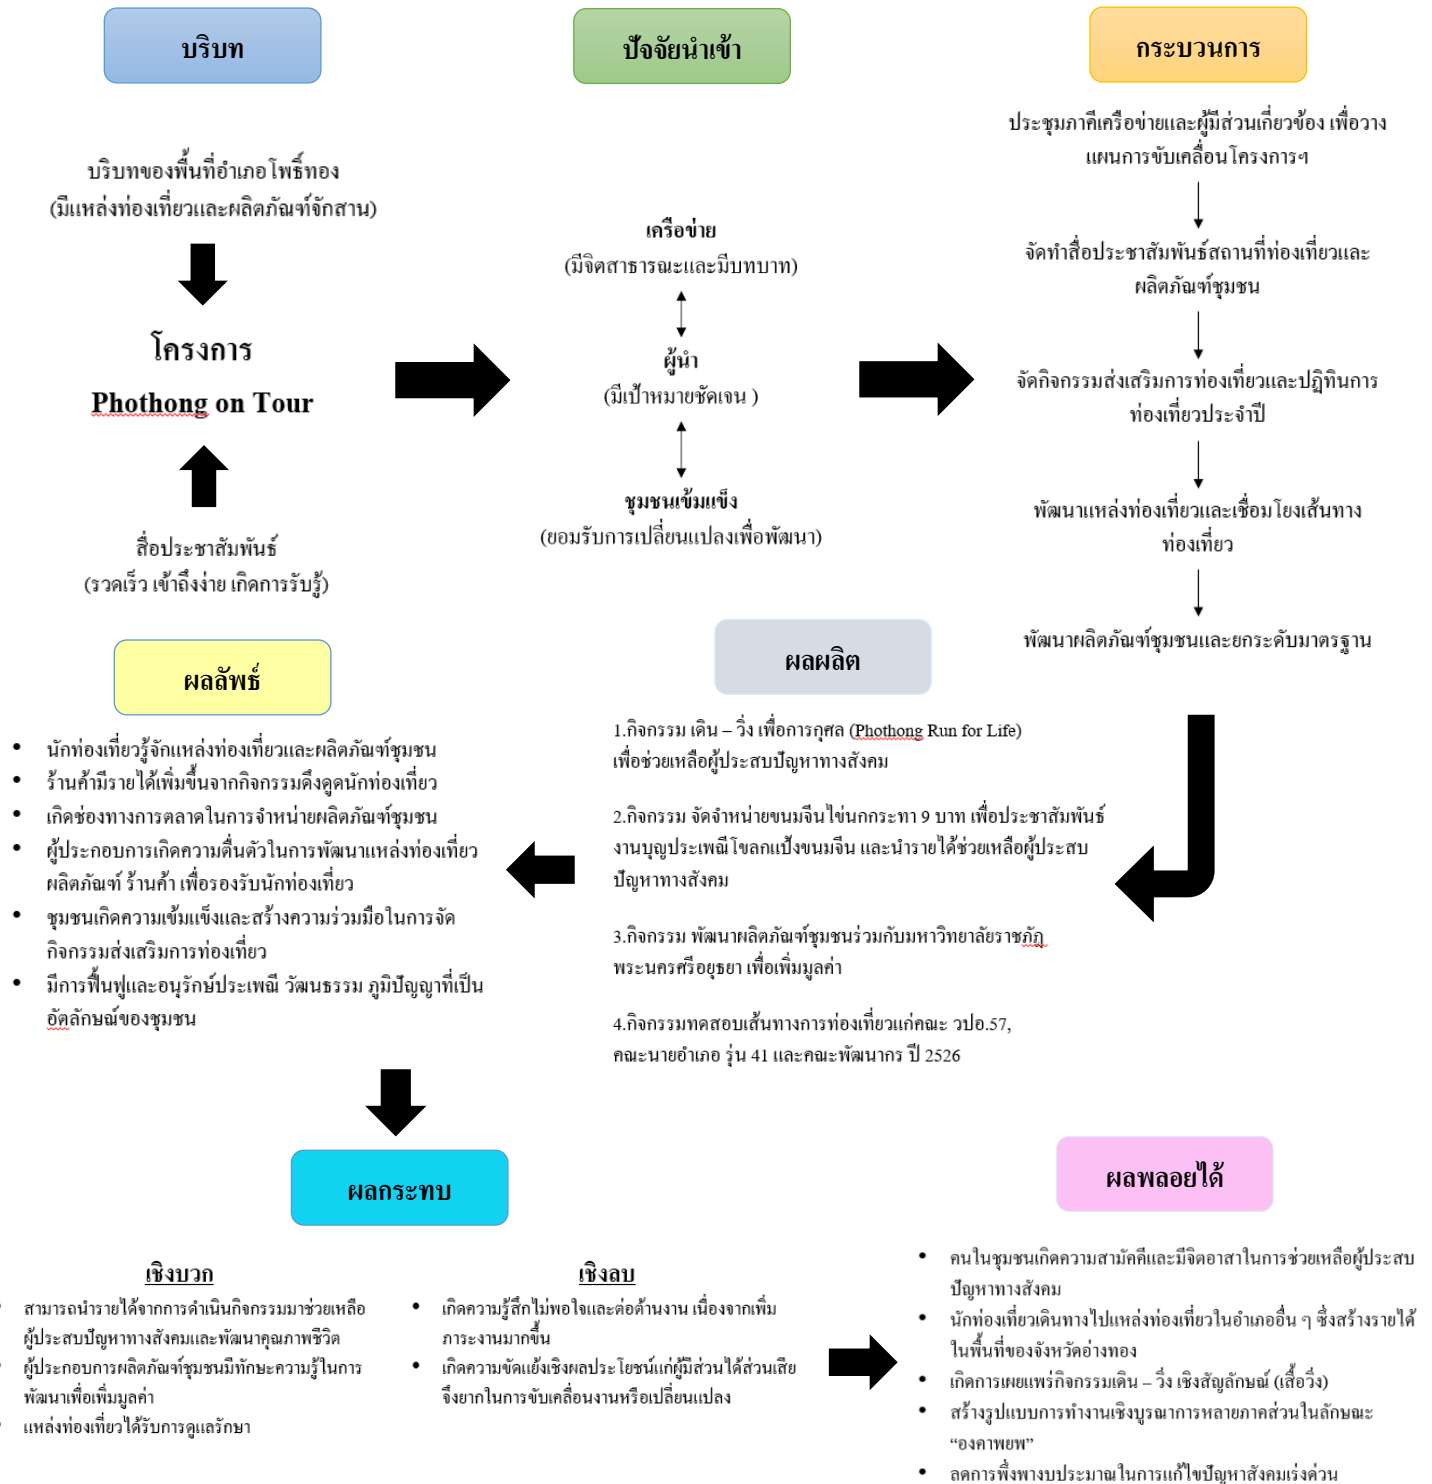 บริบท
บริบทของพื้นที่อำเภอโพธิ์ทอง
(มีแหล่งท่องเที่ยวและผลิตภัณฑ์จักสาน)
โครงการ
Phothong on Tour
สื่อประชาสัมพันธ์
(รวดเร็ว เข้าถึงง่าย เกิดการรับรู้)
ปัจจัยนำเข้า
เครือข่าย
(มีจิตสาธารณะและมีบทบาท)
ผู้นำ
(มีเป้าหมายชัดเจน )
ชุมชนเข้มแข็ง
(ยอมรับการเปลี่ยนแปลงเพื่อพัฒนา)
กระบวนการ
ประชุมภาคีเครือข่ายและผู้มีส่วนเกี่ยวข้อง เพื่อวาง
แผนการขับเคลื่อนโครงการฯ
จัดทำสื่อประชาสัมพันธ์สถานที่ท่องเที่ยวและ
ผลิตภัณฑ์ชุมชน
จัดกิจกรรมส่งเสริมการท่องเที่ยวและปฏิทินการ
ท่องเที่ยวประจำปี
พัฒนาแหล่งท่องเที่ยวและเชื่อมโยงเส้นทาง
ท่องเที่ยว
พัฒนาผลิตภัณฑ์ชุมชนและยกระดับมาตรฐาน
ผลผลิต
1.กิจกรรม เดิน – วิ่ง เพื่อการกุศล (Phothong Run for Life)
เพื่อช่วยเหลือผู้ประสบปัญหาทางสังคม
2.กิจกรรม จัดจำหน่ายขนมจีนไข่นกกระทา 9 บาท เพื่อประชาสัมพันธ์
งานบุญประเพณีโขลกแป้งขนมจีน และนำรายได้ช่วยเหลือผู้ประสบ
ปัญหาทางสังคม
3.กิจกรรม พัฒนาผลิตภัณฑ์ชุมชนร่วมกับมหาวิทยาลัยราชภัฏ
พระนครศรีอยุธยา เพื่อเพิ่มมูลค่า
4.กิจกรรมทดสอบเส้นทางการท่องเที่ยวแก่คณะ วปอ.57,
คณะนายอำเภอ รุ่น 41 และคณะพัฒนากร ปี 2526
ผลลัพธ์
• นักท่องเที่ยวรู้จักแหล่งท่องเที่ยวและผลิตภัณฑ์ชุมชน
• ร้านค้ามีรายได้เพิ่มขึ้นจากกิจกรรมดึงดูดนักท่องเที่ยว
• เกิดช่องทางการตลาดในการจำหน่ายผลิตภัณฑ์ชุมชน
• ผู้ประกอบการเกิดความตื่นตัวในการพัฒนาแหล่งท่องเที่ยว
ผลิตภัณฑ์ ร้านค้า เพื่อรองรับนักท่องเที่ยว
• ชุมชนเกิดความเข้มแข็งและสร้างความร่วมมือในการจัด
กิจกรรมส่งเสริมการท่องเที่ยว
• มีการฟื้นฟูและอนุรักษ์ประเพณี วัฒนธรรม ภูมิปัญญาที่เป็น
อัตลักษณ์ของชุมชน
ผลกระทบ
เชิงบวก
สามารถนำรายได้จากการดำเนินกิจกรรมมาช่วยเหลือ
ผู้ประสบปัญหาทางสังคมและพัฒนาคุณภาพชีวิต
ผู้ประกอบการผลิตภัณฑ์ชุมชนมีทักษะความรู้ในการ
พัฒนาเพื่อเพิ่มมูลค่า
แหล่งท่องเที่ยวได้รับการดูแลรักษา
เชิงลบ
• เกิดความรู้สึกไม่พอใจและต่อต้านงาน เนื่องจากเพิ่ม
ภาระงานมากขึ้น
• เกิดความขัดแย้งเชิงผลประโยชน์แก่ผู้มีส่วนได้ส่วนเสีย
จึงยากในการขับเคลื่อนงานหรือเปลี่ยนแปลง
ผลพลอยได้
• คนในชุมชนเกิดความสามัคคีและมีจิตอาสาในการช่วยเหลือผู้ประสบ
ปัญหาทางสังคม
• นักท่องเที่ยวเดินทางไปแหล่งท่องเที่ยวในอำเภออื่น ๆ ซึ่งสร้างรายได้
ในพื้นที่ของจังหวัดอ่างทอง
• เกิดการเผยแพร่กิจกรรมเดิน – วิ่ง เชิงสัญลักษณ์ (เสื้อวิ่ง)
• สร้างรูปแบบการทำงานเชิงบูรณาการหลายภาคส่วนในลักษณะ
“องคาพยพ”
• ลดการพึ่งพางบประมาณในการแก้ไขปัญหาสังคมเร่งด่วน